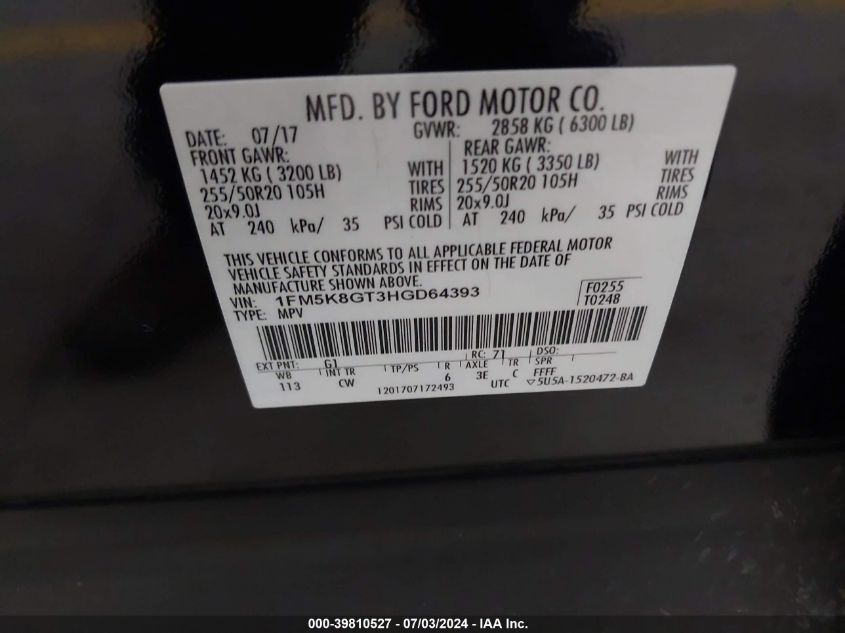 MFD. BY FORD MOTOR CO.
DATE: 07/17 GVWR: 2858 KG ( 6300 LB)
FRONT GAWR: REAR GAWR:
1452 KG ( 3200 LB) WITH 1520 KG ( 3350 LB) WITH
255/50R20 105H TIRES 255/50R20 105H TIRES
20x9.0J RIMS 20x9.0J RIMS
AT 240 kPa/ 35 PSI COLD AT 240 kPa/ 35 PSI COLD
THIS VEHICLE CONFORMS TO ALL APPLICABLE FEDERAL MOTOR
VEHICLE SAFETY STANDARDS IN EFFECT ON THE DATE OF
MANUFACTURE SHOWN ABOVE.
VIN: 1FM5K8GT3HGD64393 F0255
TYPE: MPV T0248
EXT PNT: G1 RC: 71 DSO:
WB INT TR TP/PS R AXLE TR SPR
113 CW 6 3E C FFFF
1201707172493 UTC ▽5U5A-1520472-BA
000-39810527 - 07/03/2024 - IAA Inc.